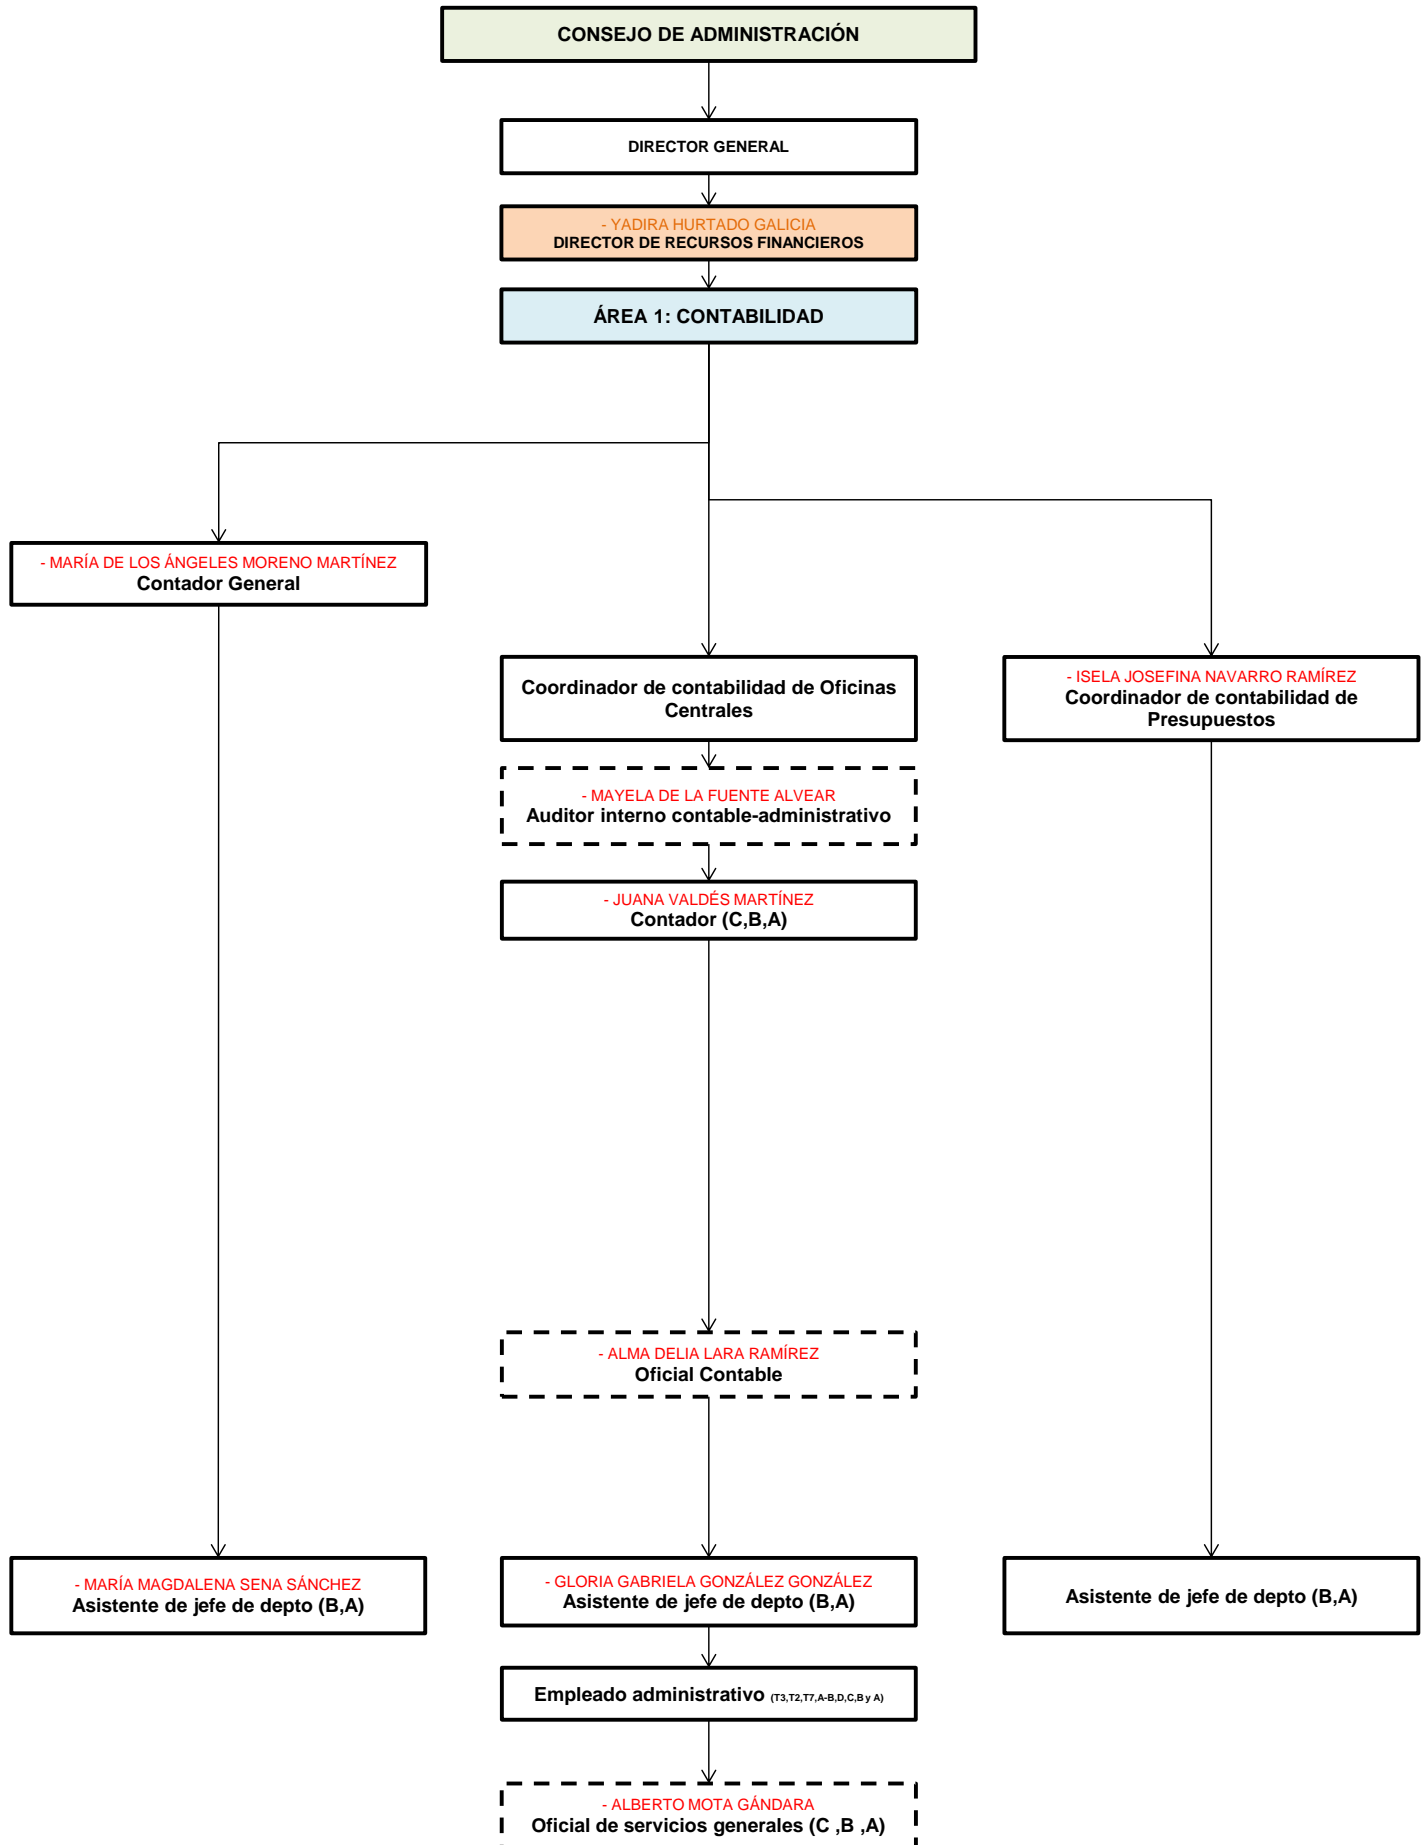 CONSEJO DE ADMINISTRACIÓN
DIRECTOR GENERAL
- YADIRA HURTADO GALICIA
DIRECTOR DE RECURSOS FINANCIEROS
ÁREA 1: CONTABILIDAD
- MARÍA DE LOS ÁNGELES MORENO MARTÍNEZ
Contador General
Coordinador de contabilidad de Oficinas
Centrales
- ISELA JOSEFINA NAVARRO RAMÍREZ
Coordinador de contabilidad de
Presupuestos
- MAYELA DE LA FUENTE ALVEAR
Auditor interno contable-administrativo
- JUANA VALDÉS MARTÍNEZ
Contador (C,B,A)
- ALMA DELIA LARA RAMÍREZ
Oficial Contable
- MARÍA MAGDALENA SENA SÁNCHEZ
Asistente de jefe de depto (B,A)
- GLORIA GABRIELA GONZÁLEZ GONZÁLEZ
Asistente de jefe de depto (B,A)
Asistente de jefe de depto (B,A)
Empleado administrativo (T3,T2,T7,A-B,D,C,B y A)
- ALBERTO MOTA GÁNDARA
Oficial de servicios generales (C ,B ,A)